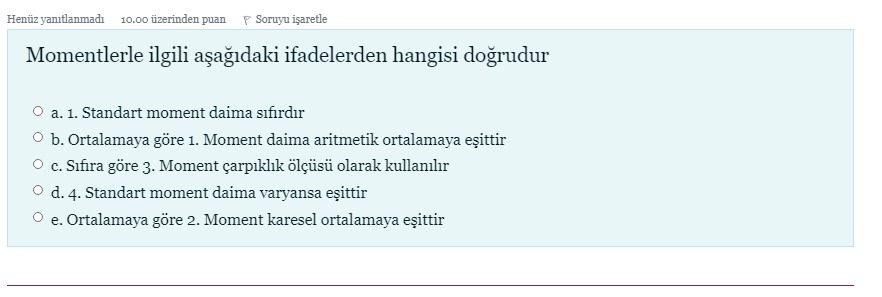 Henüz yanıtlanmadı 10.00 üzerinden puan Soruyu işaretle
Momentlerle ilgili aşağıdaki ifadelerden hangisi doğrudur
a. 1. Standart moment daima sıfırdır
b. Ortalamaya göre 1. Moment daima aritmetik ortalamaya eşittir
c. Sıfıra göre 3. Moment çarpıklık ölçüsü olarak kullanılır
d. 4. Standart moment daima varyansa eşittir
e. Ortalamaya göre 2. Moment karesel ortalamaya eşittir